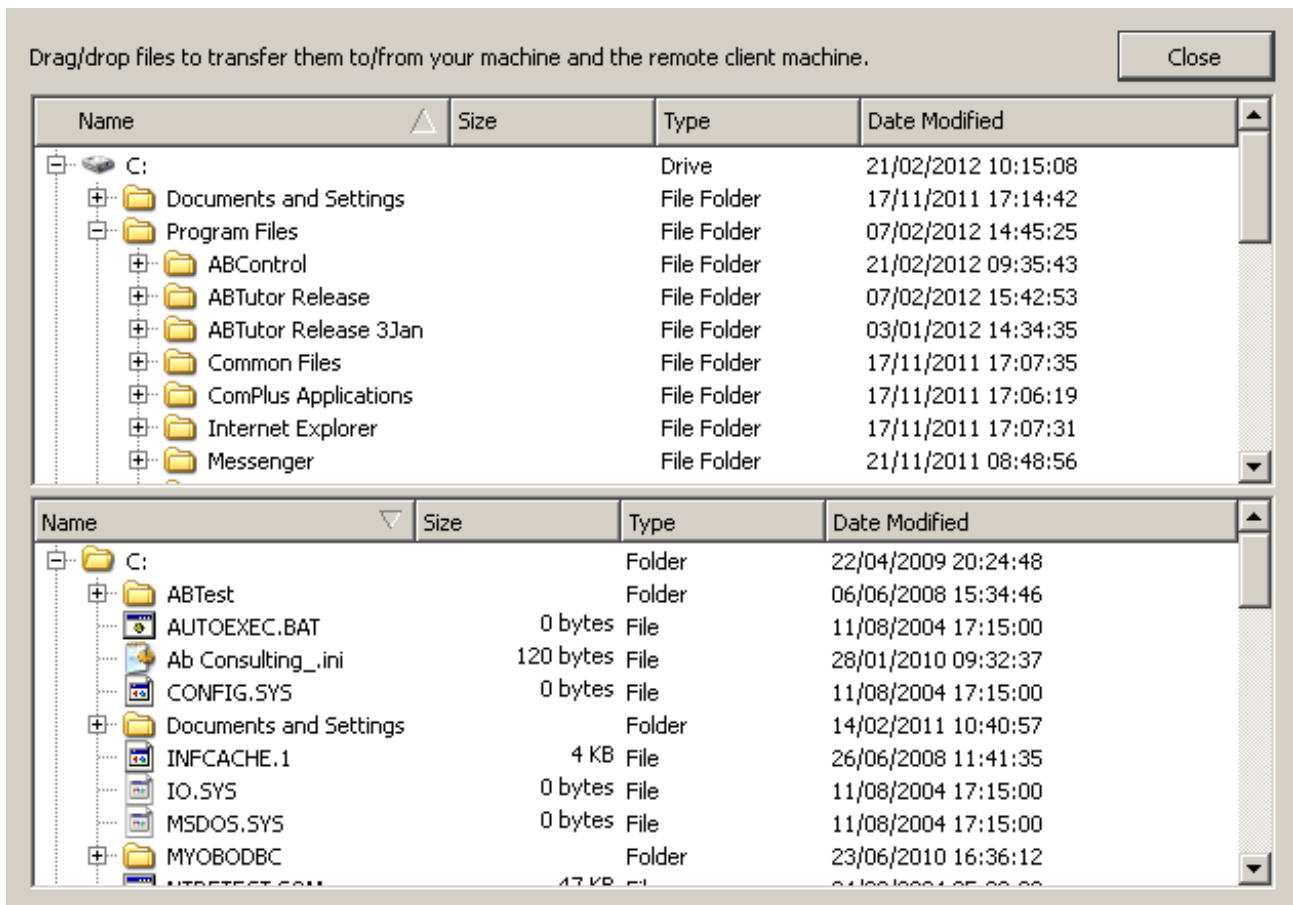 Drag/drop files to transfer them to/from your machine and the remote client machine. Close
Name Size Type Date Modified
C: Drive 21/02/2012 10:15:08
Documents and Settings File Folder 17/11/2011 17:14:42
Program Files File Folder 07/02/2012 14:45:25
ABControl File Folder 21/02/2012 09:35:43
ABTutor Release File Folder 07/02/2012 15:42:53
ABTutor Release 3Jan File Folder 03/01/2012 14:34:35
Common Files File Folder 17/11/2011 17:07:35
ComPlus Applications File Folder 17/11/2011 17:06:19
Internet Explorer File Folder 17/11/2011 17:07:31
Messenger File Folder 21/11/2011 08:48:56
Name Size Type Date Modified
C: Folder 22/04/2009 20:24:48
ABTest Folder 06/06/2008 15:34:46
AUTOEXEC.BAT 0 bytes File 11/08/2004 17:15:00
Ab Consulting_.ini 120 bytes File 28/01/2010 09:32:37
CONFIG.SYS 0 bytes File 11/08/2004 17:15:00
Documents and Settings Folder 14/02/2011 10:40:57
INFCACHE.1 4 KB File 26/06/2008 11:41:35
IO.SYS 0 bytes File 11/08/2004 17:15:00
MSDOS.SYS 0 bytes File 11/08/2004 17:15:00
MYOBODBC Folder 23/06/2010 16:36:12
47 KB File